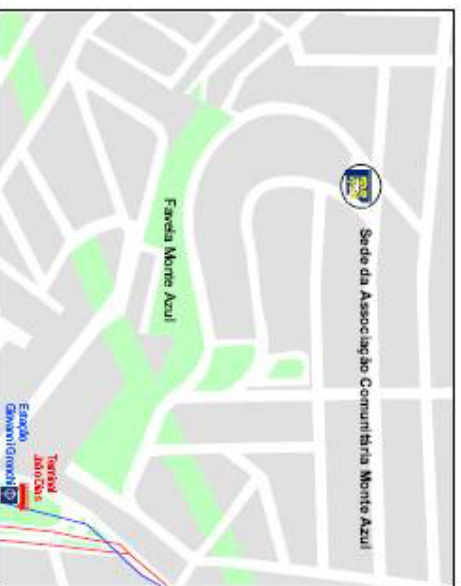 Sede da Associação Comunitária Monte Azul
Favela Monte Azul
Terminal
João Dias
Estação
Giovanni Gronchi